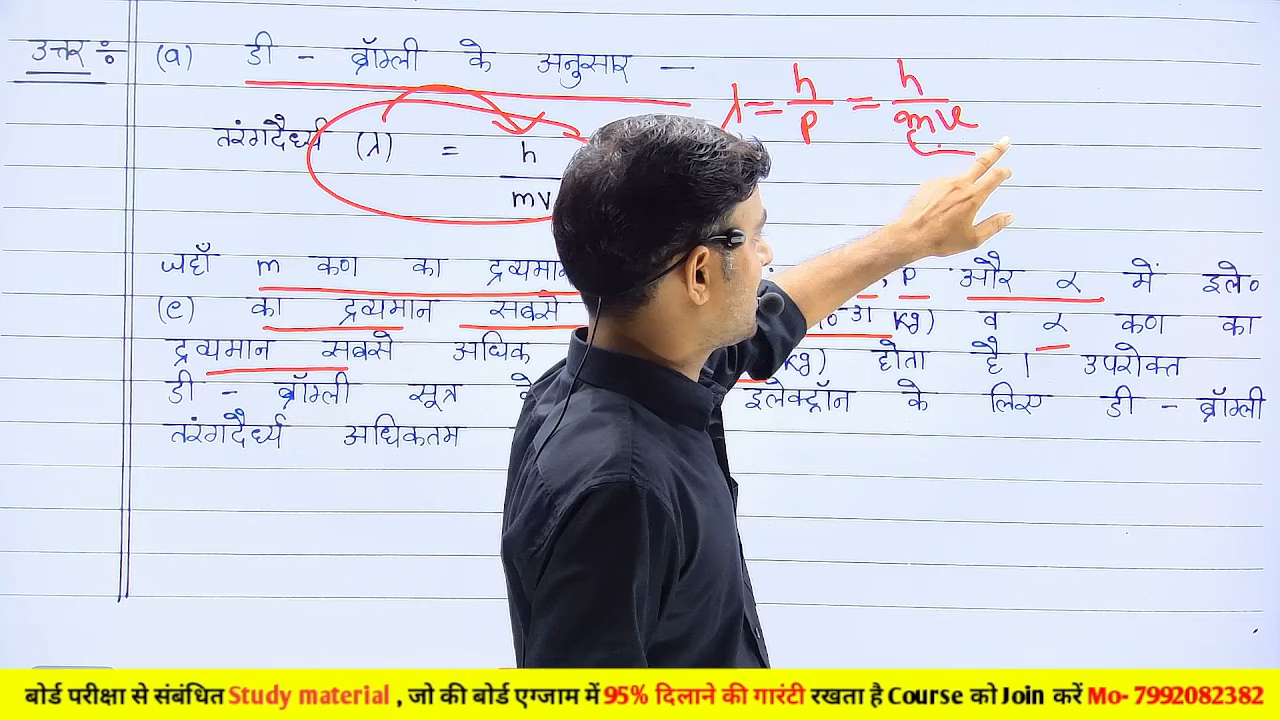 उत्तर ÷ (a) डी - ब्रॉग्ली के अनुसार —
λ = h/p = h/mv
तरंगदैर्ध्य (λ) = h/mv
जहाँ m कण का द्रव्यमान , P और α में इले०
(e) का द्रव्यमान सबसे 10⁻³¹ kg) व α कण का
द्रव्यमान सबसे अधिक kg) होता है। उपरोक्त
डी - ब्रॉग्ली सूत्र इलेक्ट्रॉन के लिए डी - ब्रॉग्ली
तरंगदैर्ध्य अधिकतम
बोर्ड परीक्षा से संबंधित Study material , जो की बोर्ड एग्जाम में 95% दिलाने की गारंटी रखता है Course को Join करें Mo- 7992082382